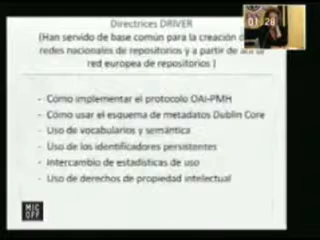 Directrices DRIVER
(Han servido de base común para la creación de
redes nacionales de repositorios y a partir de
red europea de repositorios )
- Cómo implementar el protocolo OAI-PMH
- Cómo usar el esquema de metadatos Dublin Core
- Uso de vocabularios y semántica
- Uso de los identificadores persistentes
- Intercambio de estadísticas de uso
- Uso de derechos de propiedad intelectual
01:28
MIC
OFF